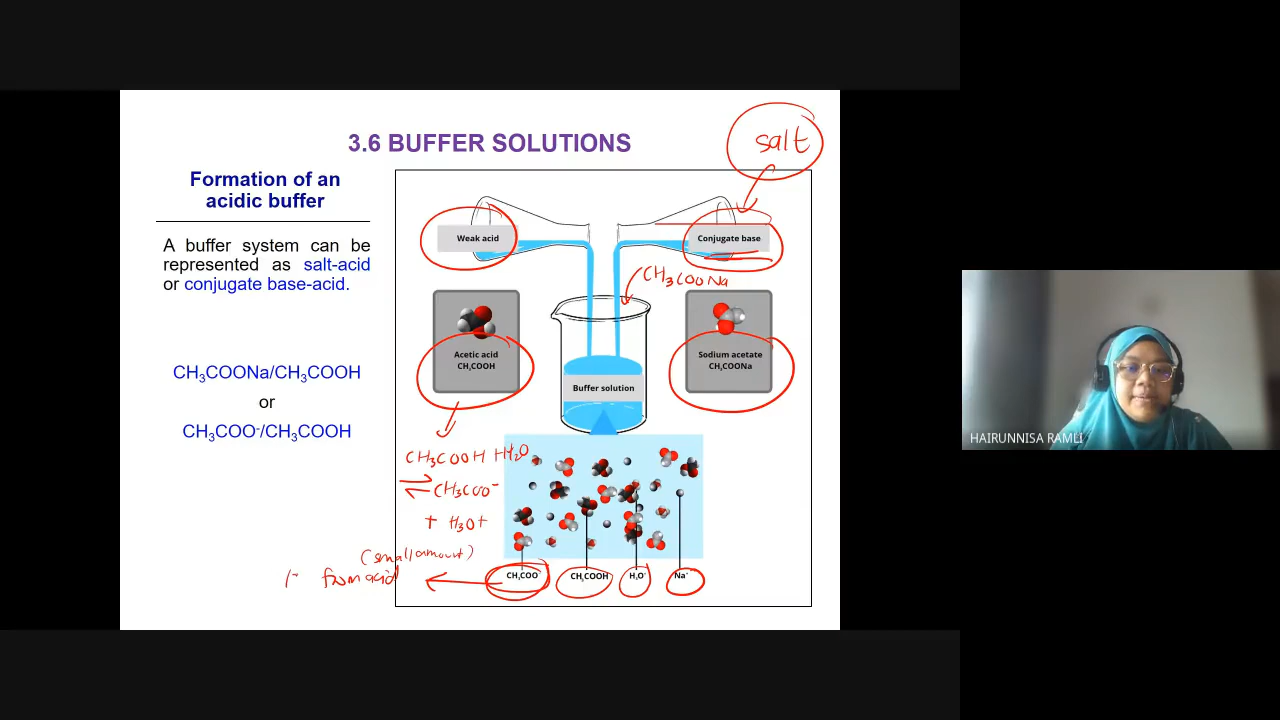 3.6 BUFFER SOLUTIONS
salt
Formation of an
acidic buffer
A buffer system can be
represented as salt-acid
or conjugate base-acid.
CH₃COONa/CH₃COOH
or
CH₃COO⁻/CH₃COOH
Weak acid
Conjugate base
CH₃COONa
Acetic acid
CH₃COOH
Sodium acetate
CH₃COONa
Buffer solution
CH₃COOH H₂O
⇌ CH₃COO⁻
+ H₃O⁺
(small amount)
from acid
CH₃COO⁻
CH₃COOH
H₃O⁺
Na⁺
HAIRUNNISA RAMLI